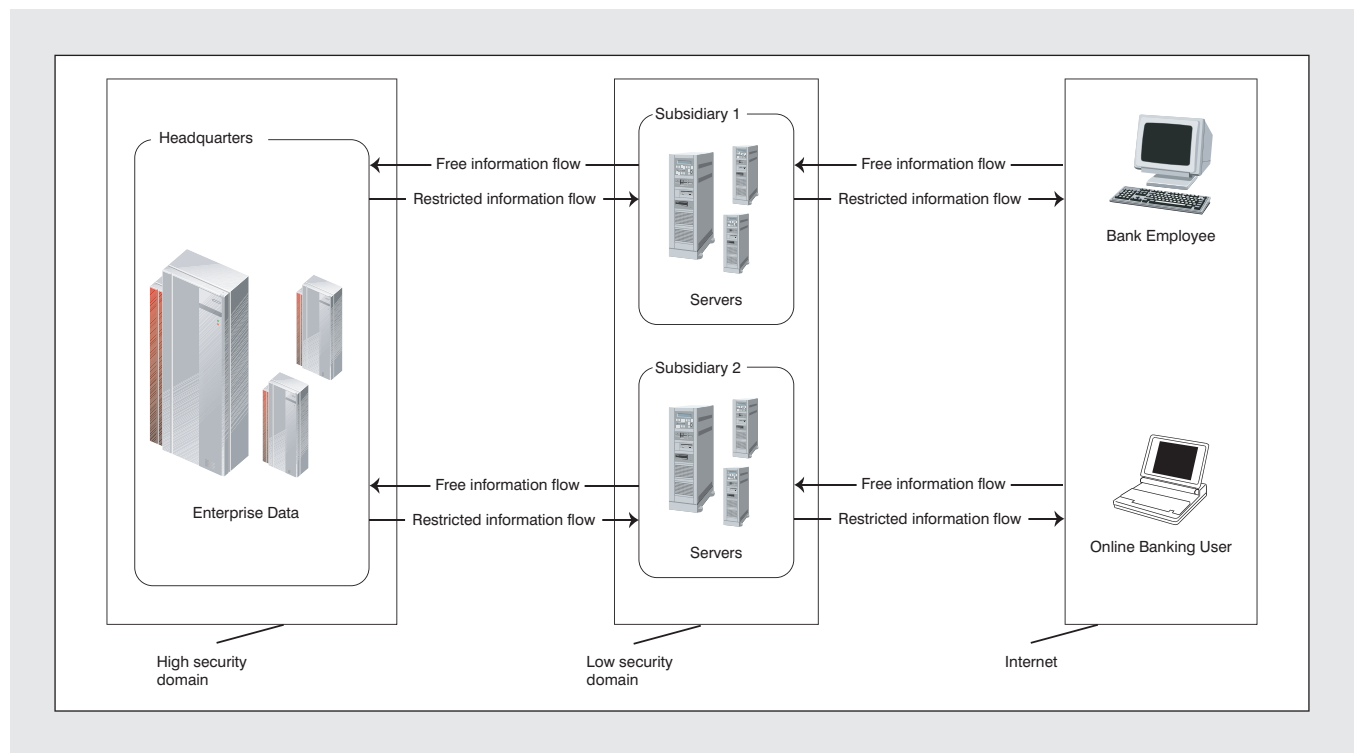 Headquarters
Subsidiary 1
Free information flow
Free information flow
Restricted information flow
Restricted information flow
Bank Employee
Servers
Subsidiary 2
Free information flow
Free information flow
Enterprise Data
Restricted information flow
Restricted information flow
Servers
Online Banking User
High security
domain
Low security
domain
Internet